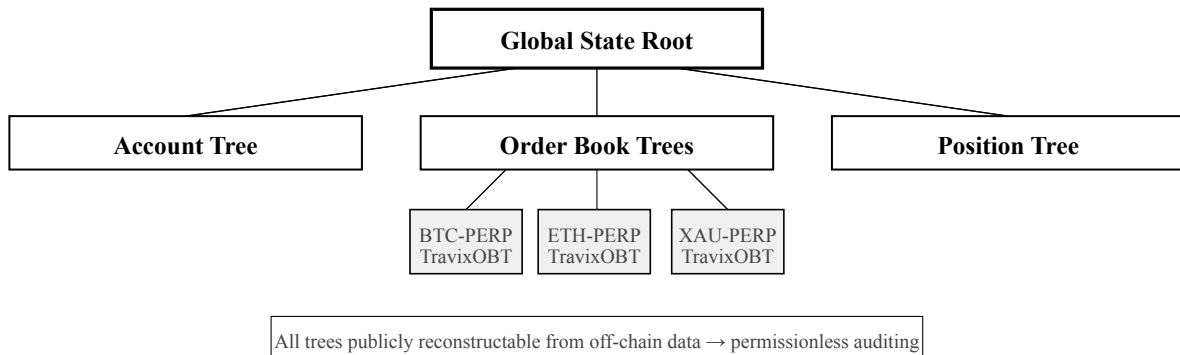 Global State Root
Account Tree
Order Book Trees
Position Tree
BTC-PERP
TravixOBT
ETH-PERP
TravixOBT
XAU-PERP
TravixOBT
All trees publicly reconstructable from off-chain data → permissionless auditing